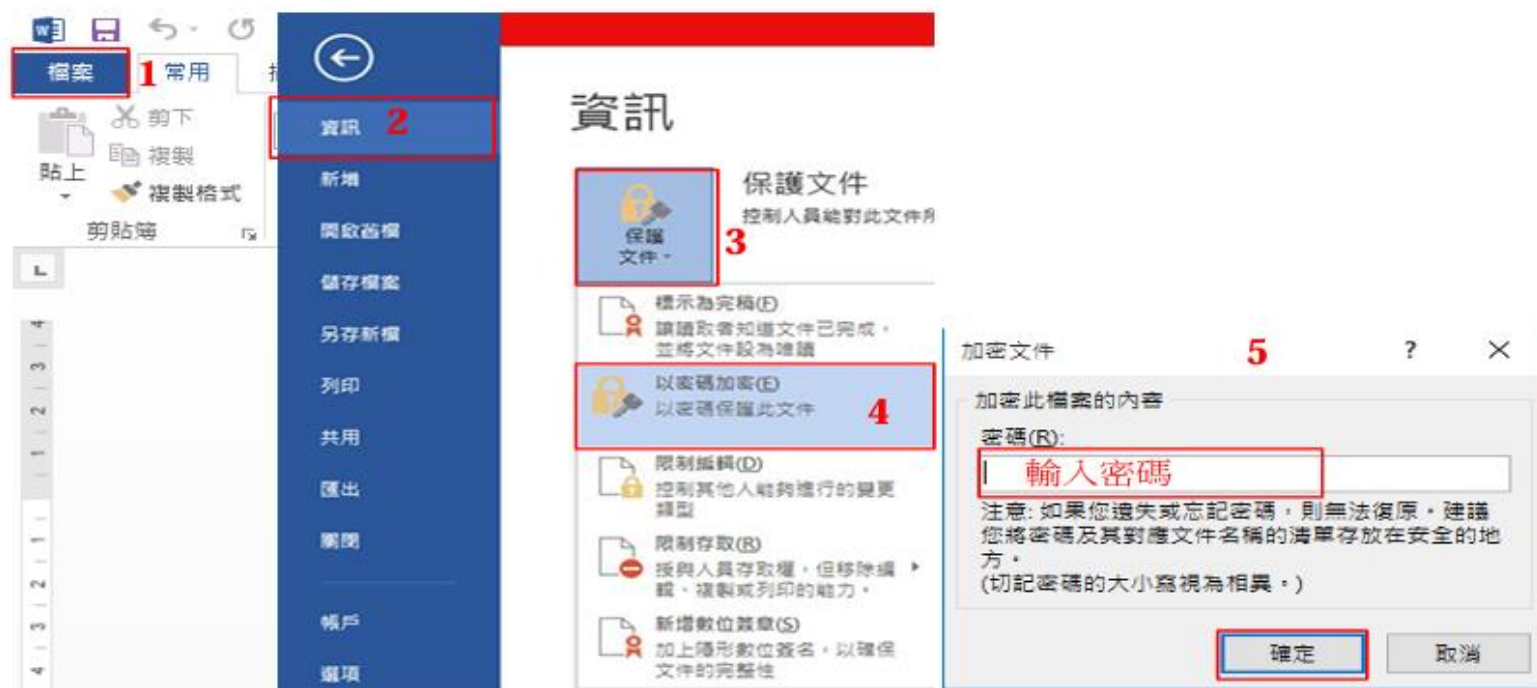 檔案
1
常用
剪下
複製
貼上
複製格式
剪貼簿
4
3
2
1
1
2
3
4
資訊
2
新增
開啟舊檔
儲存檔案
另存新檔
列印
共用
匯出
關閉
帳戶
選項
資訊
保護文件
控制人員能對此文件所
保護
文件
3
標示為完稿(F)
讓讀取者知道文件已完成，
並將文件設為唯讀
以密碼加密(E)
以密碼保護此文件
4
限制編輯(D)
控制其他人能夠進行的變更
類型
限制存取(R)
授與人員存取權，但移除編
輯、複製或列印的能力。
新增數位簽章(S)
加上隱形數位簽名，以確保
文件的完整性
加密文件
5
?
加密此檔案的內容
密碼(R):
輸入密碼
注意: 如果您遺失或忘記密碼，則無法復原。建議
您將密碼及其對應文件名稱的清單存放在安全的地
方。
(切記密碼的大小寫視為相異。)
確定
取消